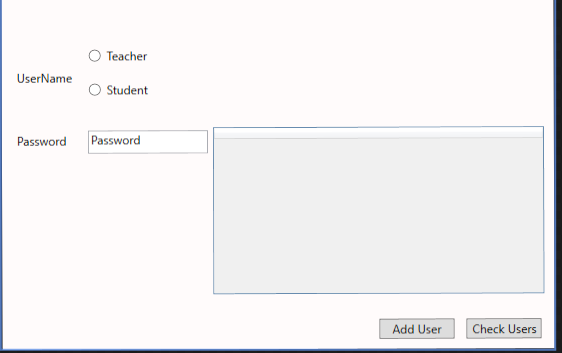 Teacher
UserName
Student
Password
Password
Add User
Check Users